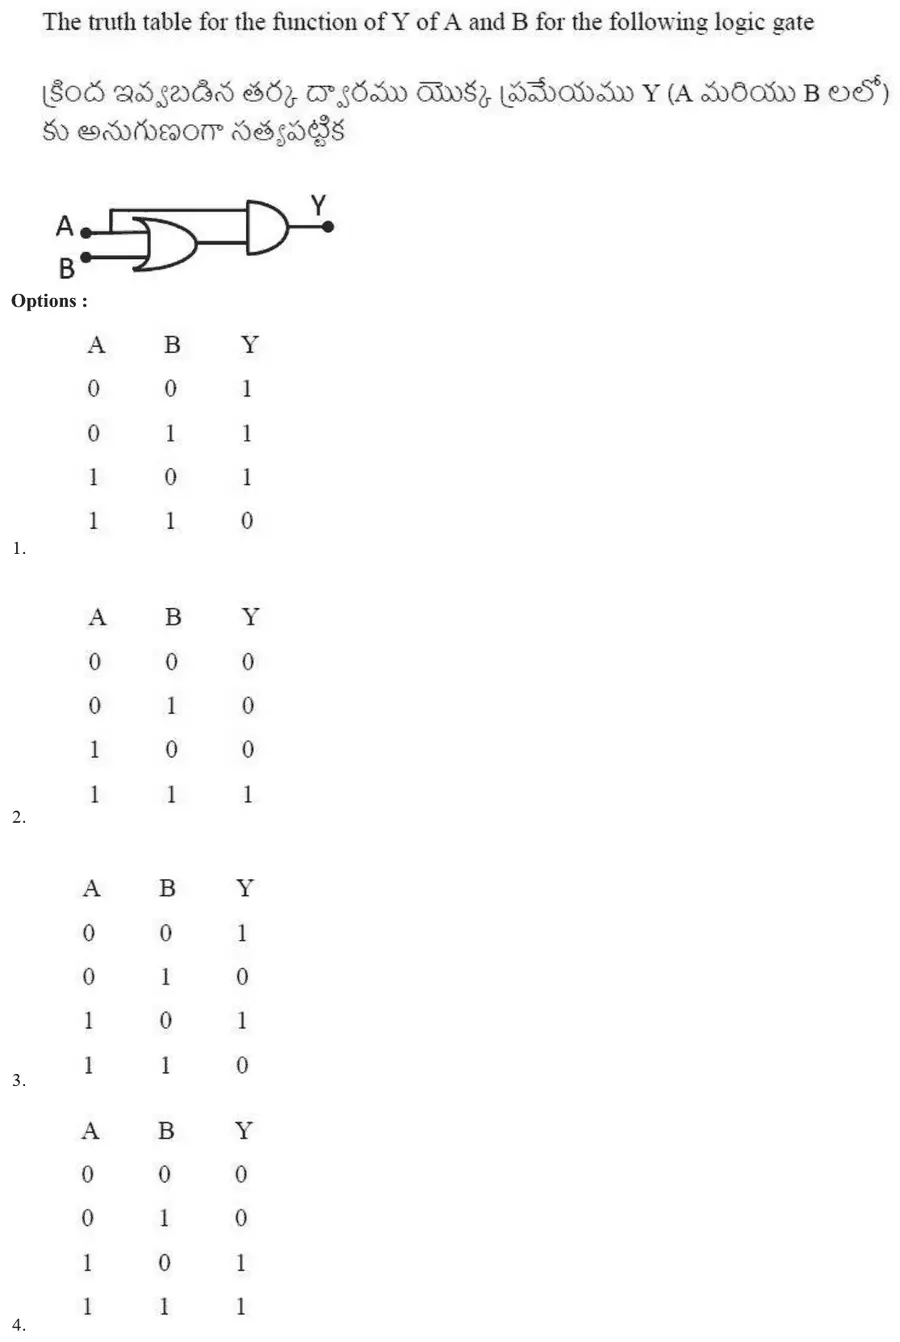 The truth table for the function of Y of A and B for the following logic gate
క్రింద ఇవ్వబడిన తర్క ద్వారము యొక్క ప్రమేయము Y (A మరియు B లలో)
కు అనుగుణంగా సత్యపట్టిక
Y
A
B
Options :
A B Y
0 0 1
0 1 1
1 0 1
1 1 0
1.
A B Y
0 0 0
0 1 0
1 0 0
1 1 1
2.
A B Y
0 0 1
0 1 0
1 0 1
1 1 0
3.
A B Y
0 0 0
0 1 0
1 0 1
1 1 1
4.